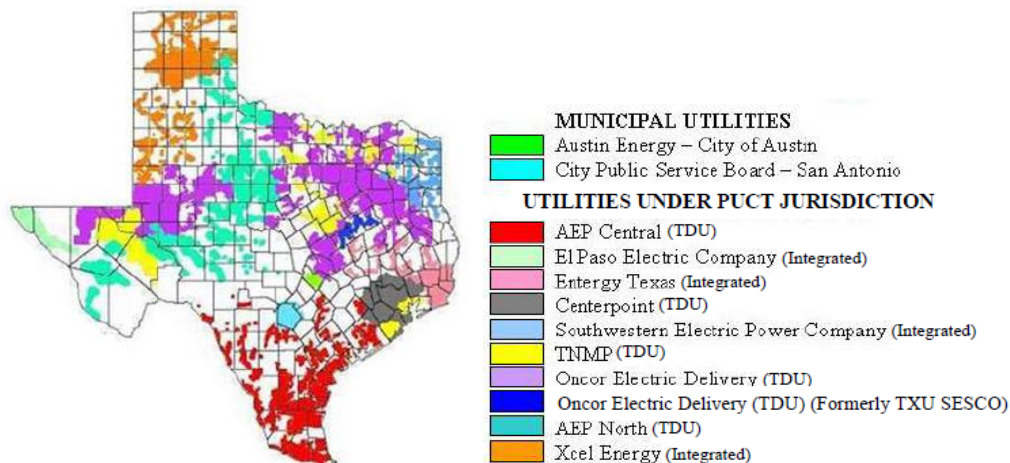 MUNICIPAL UTILITIES
Austin Energy – City of Austin
City Public Service Board – San Antonio
UTILITIES UNDER PUCT JURISDICTION
AEP Central (TDU)
El Paso Electric Company (Integrated)
Entergy Texas (Integrated)
Centerpoint (TDU)
Southwestern Electric Power Company (Integrated)
TNMP (TDU)
Oncor Electric Delivery (TDU)
Oncor Electric Delivery (TDU) (Formerly TXU SESCO)
AEP North (TDU)
Xcel Energy (Integrated)